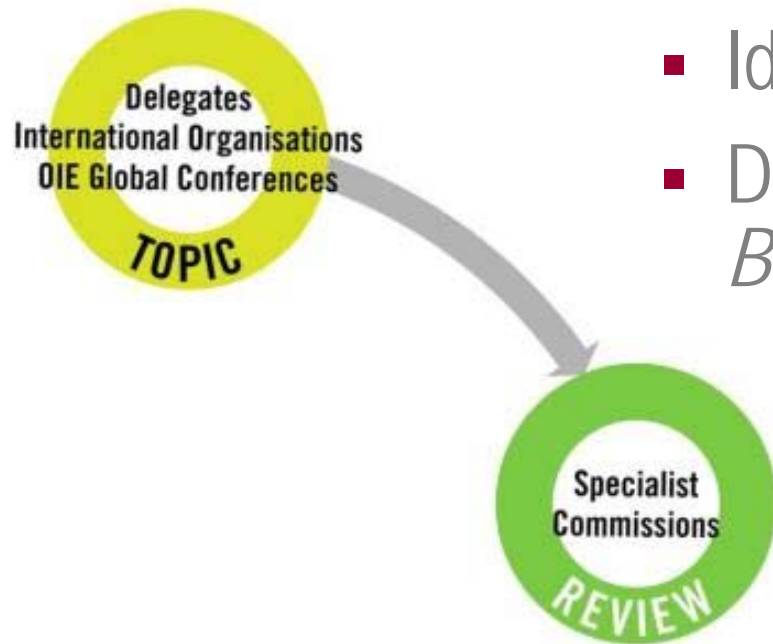 Delegates
International Organisations
OIE Global Conferences
TOPIC
Specialist
Commissions
REVIEW